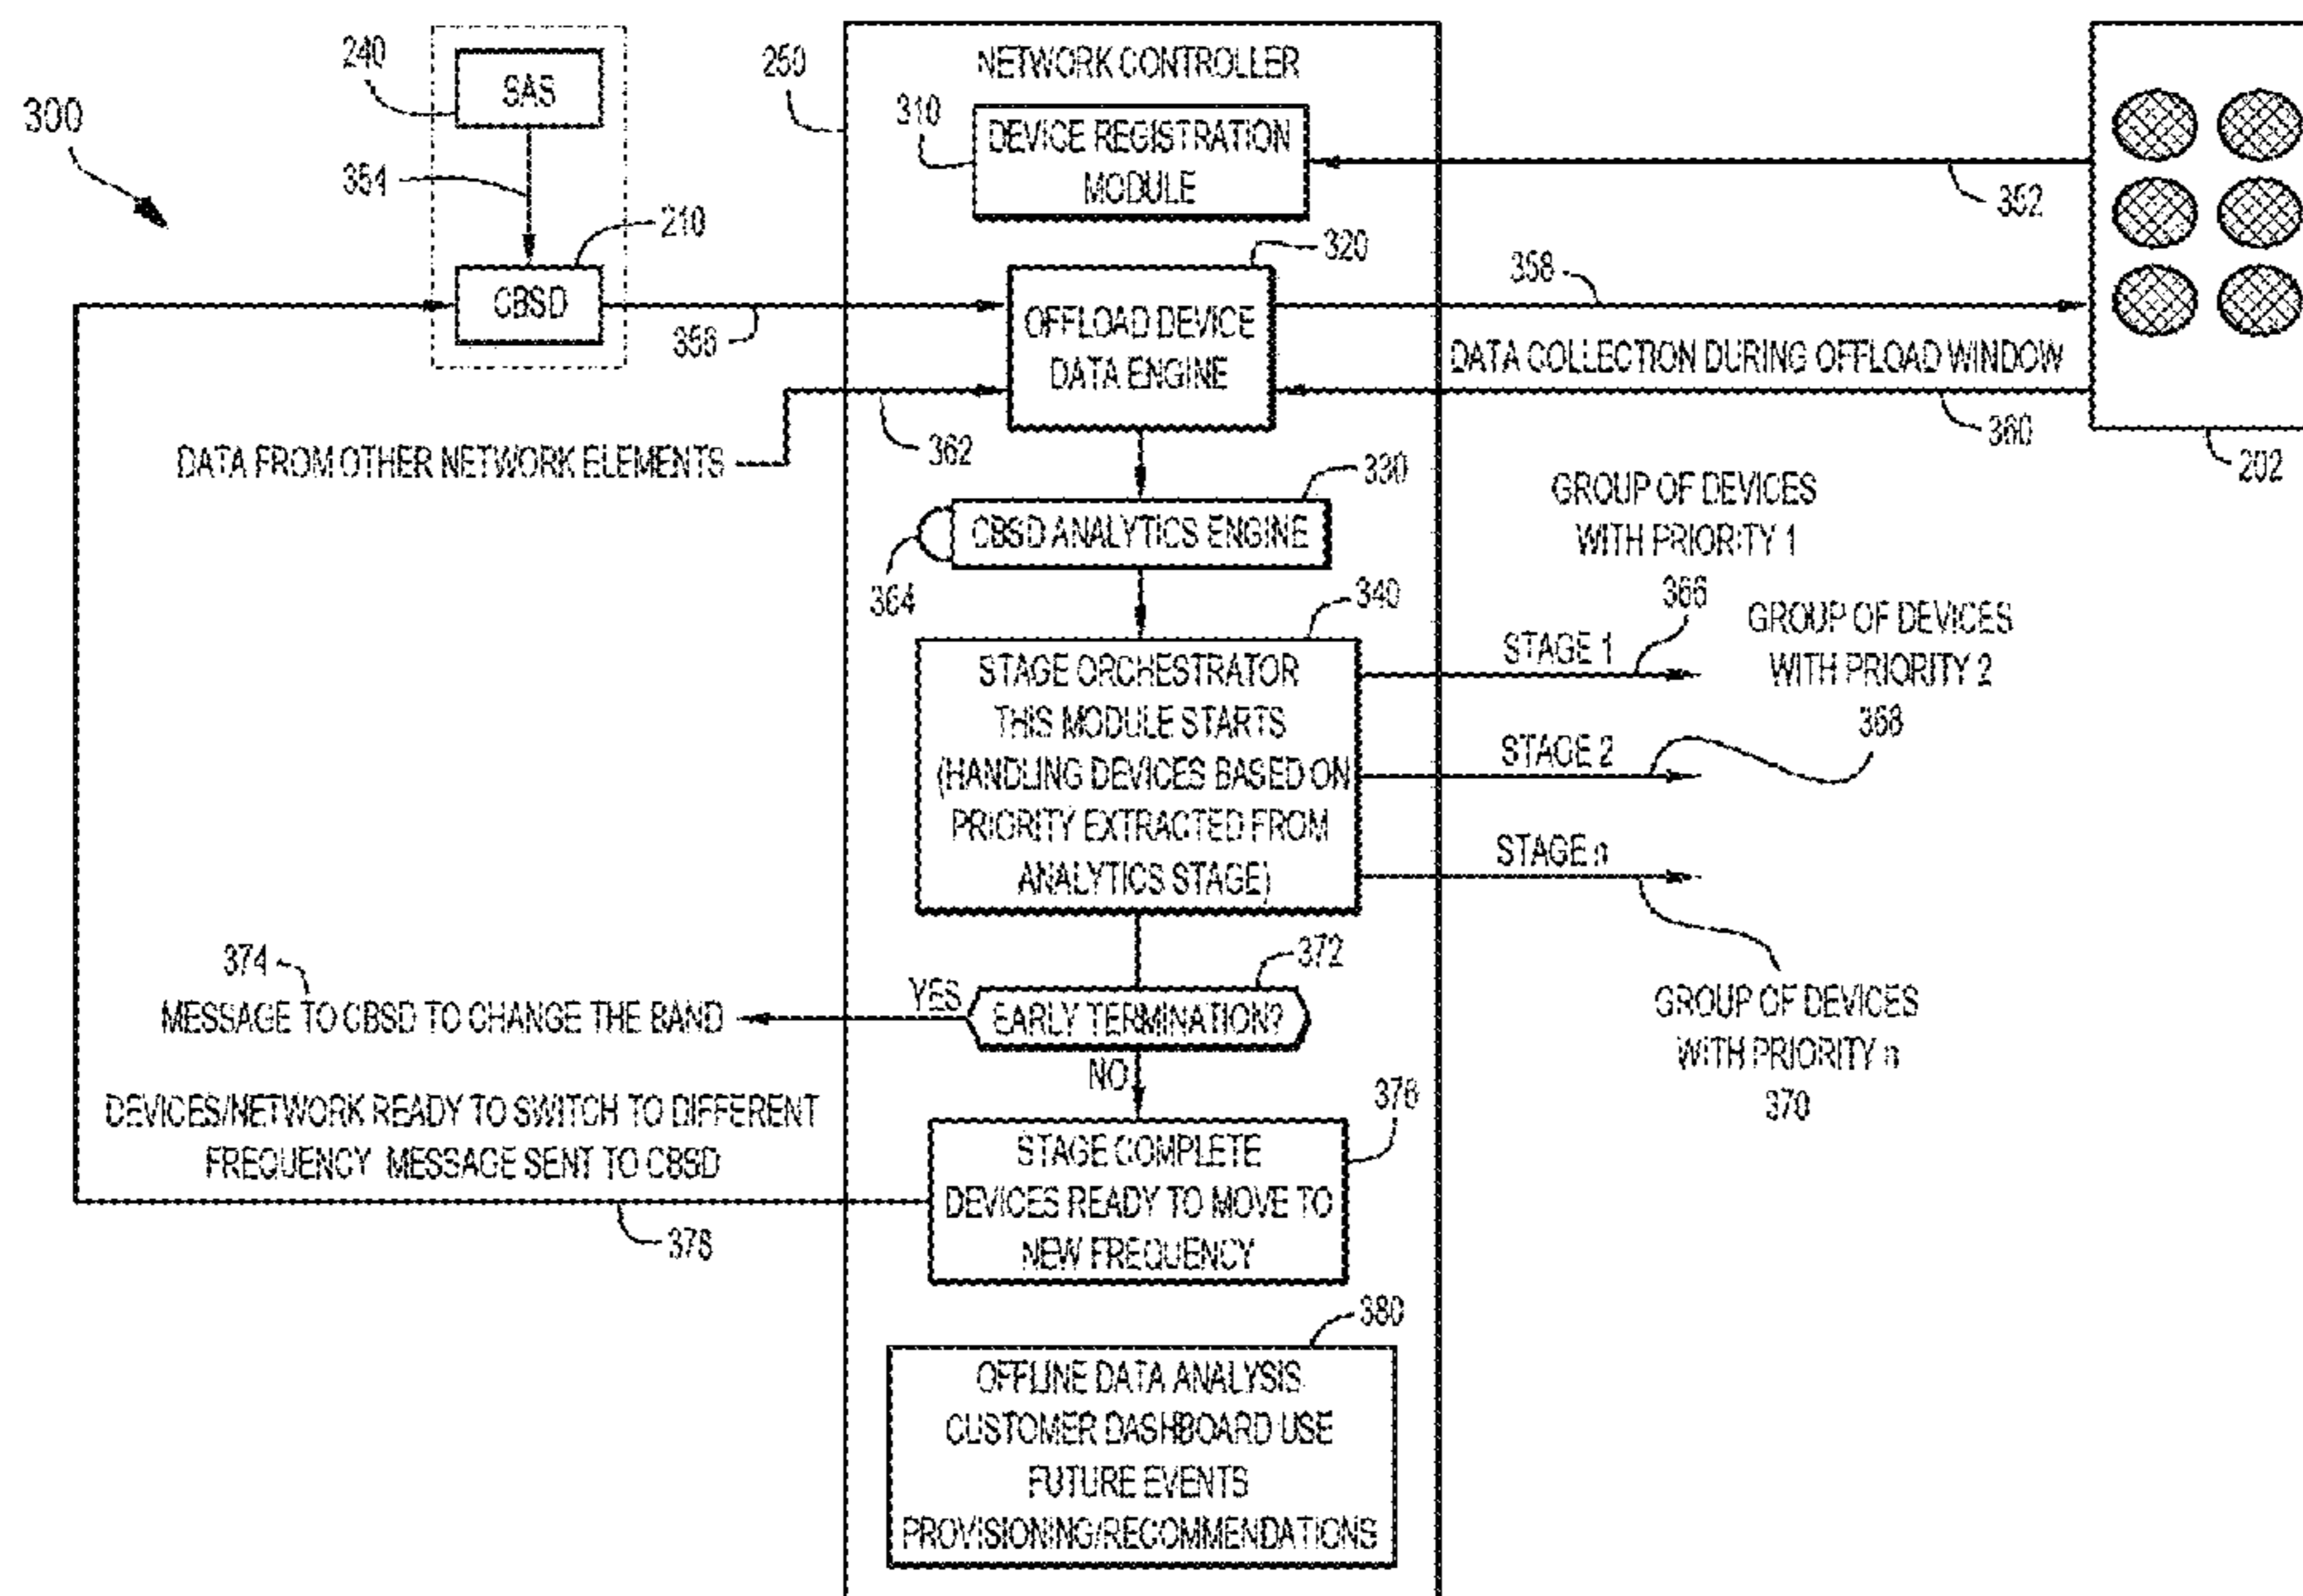 300
240
SAS
354
210
CBSD
356
250
NETWORK CONTROLLER
310
DEVICE REGISTRATION
MODULE
352
320
OFFLOAD DEVICE
DATA ENGINE
358
DATA COLLECTION DURING OFFLOAD WINDOW
360
202
DATA FROM OTHER NETWORK ELEMENTS
362
330
CBSD ANALYTICS ENGINE
364
340
STAGE ORCHESTRATOR
THIS MODULE STARTS
(HANDLING DEVICES BASED ON
PRIORITY EXTRACTED FROM
ANALYTICS STAGE)
GROUP OF DEVICES
WITH PRIORITY 1
366
STAGE 1
GROUP OF DEVICES
WITH PRIORITY 2
368
STAGE 2
STAGE n
GROUP OF DEVICES
WITH PRIORITY n
370
372
EARLY TERMINATION?
YES
NO
374
MESSAGE TO CBSD TO CHANGE THE BAND
DEVICES/NETWORK READY TO SWITCH TO DIFFERENT
FREQUENCY MESSAGE SENT TO CBSD
378
376
STAGE COMPLETE
DEVICES READY TO MOVE TO
NEW FREQUENCY
380
OFFLINE DATA ANALYSIS
CUSTOMER DASHBOARD USE
FUTURE EVENTS
PROVISIONING/RECOMMENDATIONS